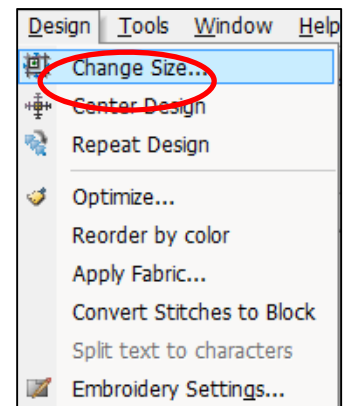 Design Tools Window Help
Change Size...
Center Design
Repeat Design
Optimize...
Reorder by color
Apply Fabric...
Convert Stitches to Block
Split text to characters
Embroidery Settings...